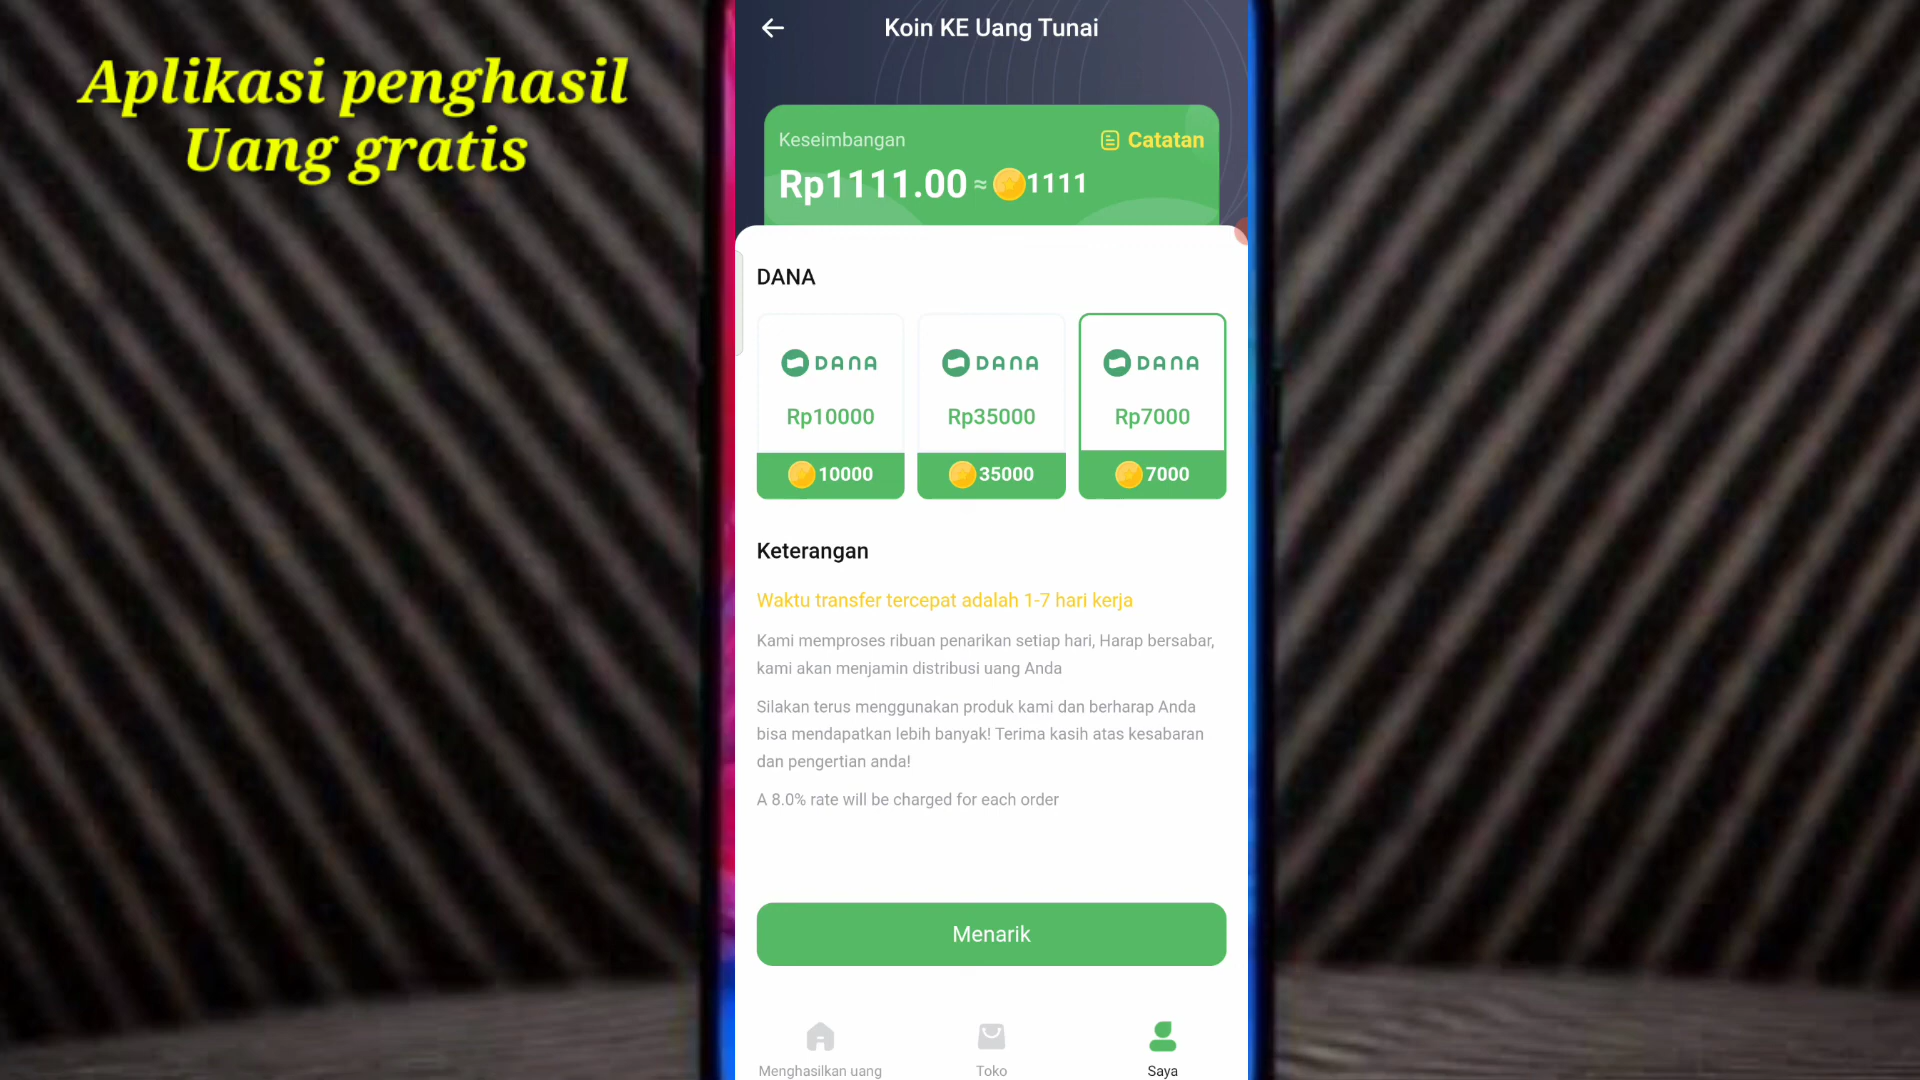 Aplikasi penghasil
Uang gratis
Koin KE Uang Tunai
Keseimbangan
Catatan
Rp1111.00 ≈ 1111
DANA
DANA DANA DANA
Rp10000 Rp35000 Rp7000
10000 35000 7000
Keterangan
Waktu transfer tercepat adalah 1-7 hari kerja
Kami memproses ribuan penarikan setiap hari, Harap bersabar,
kami akan menjamin distribusi uang Anda
Silakan terus menggunakan produk kami dan berharap Anda
bisa mendapatkan lebih banyak! Terima kasih atas kesabaran
dan pengertian anda!
A 8.0% rate will be charged for each order
Menarik
Menghasilkan uang Toko Saya